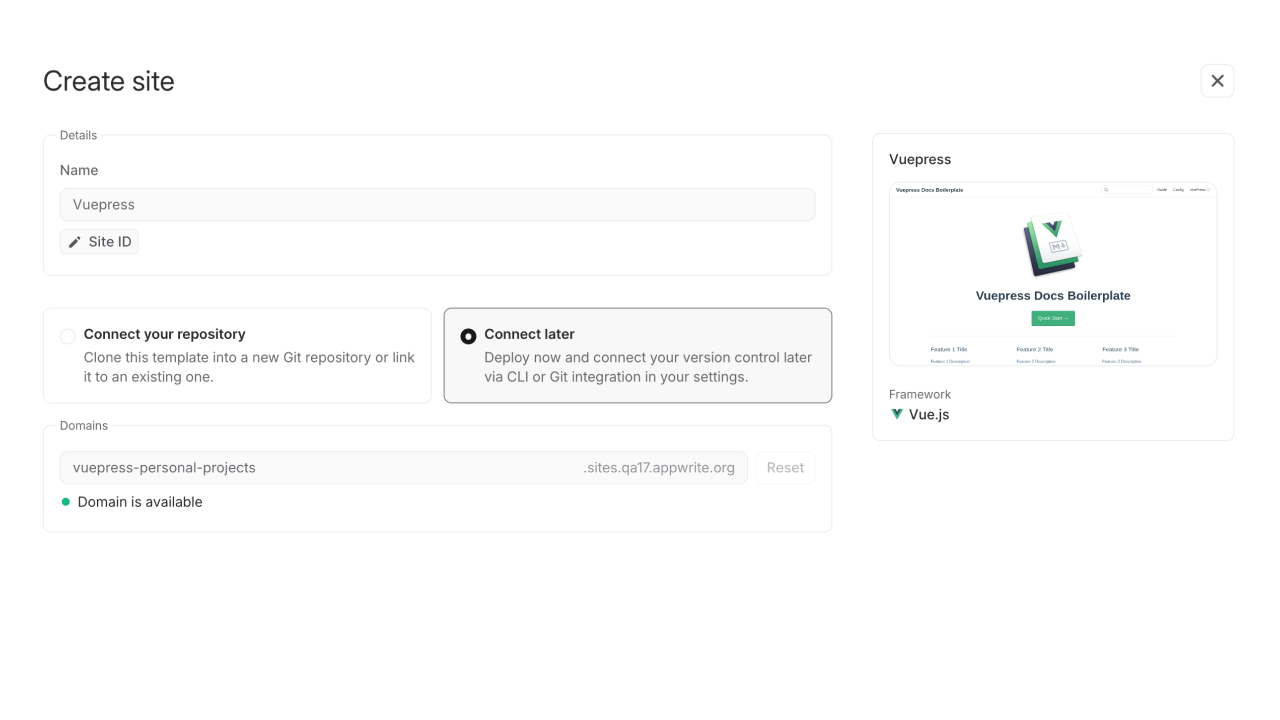 Create site
Details
Name
Vuepress
Site ID
Connect your repository
Clone this template into a new Git repository or link
it to an existing one.
Connect later
Deploy now and connect your version control later
via CLI or Git integration in your settings.
Domains
vuepress-personal-projects .sites.qa17.appwrite.org Reset
Domain is available
Vuepress
Vuepress Docs Boilerplate Guide Config VuePress
M
Vuepress Docs Boilerplate
Quick Start →
Feature 1 Title Feature 2 Title Feature 3 Title
Feature 1 Description Feature 2 Description Feature 3 Description
Framework
Vue.js